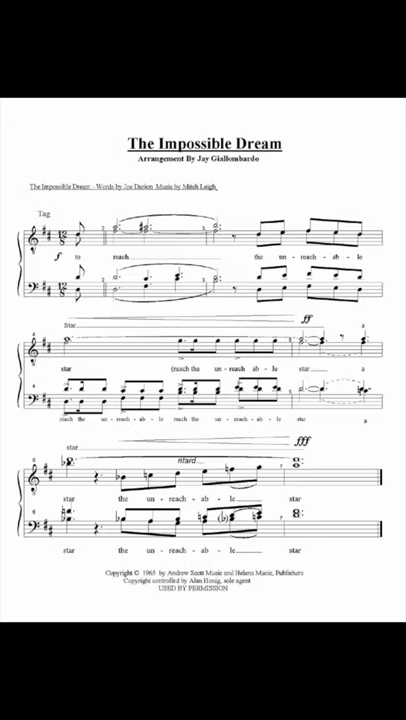 The Impossible Dream
Arrangement By Jay Giallombardo
The Impossible Dream - Words by Joe Darion Music by Mitch Leigh,
Tag
f to reach the un - reach - ab - le
Star ff a
star (reach the un - reach - ab - le star a
reach the un - reach - ab - le reach the un - reach - ab - le star a
star ritard... fff
star the un - reach - ab - le star
star the un - reach - ab - le star
Copyright © 1965 by Andrew Scott Music and Helena Music, Publishers
Copyright controlled by Alan Honig, sole agent
USED BY PERMISSION